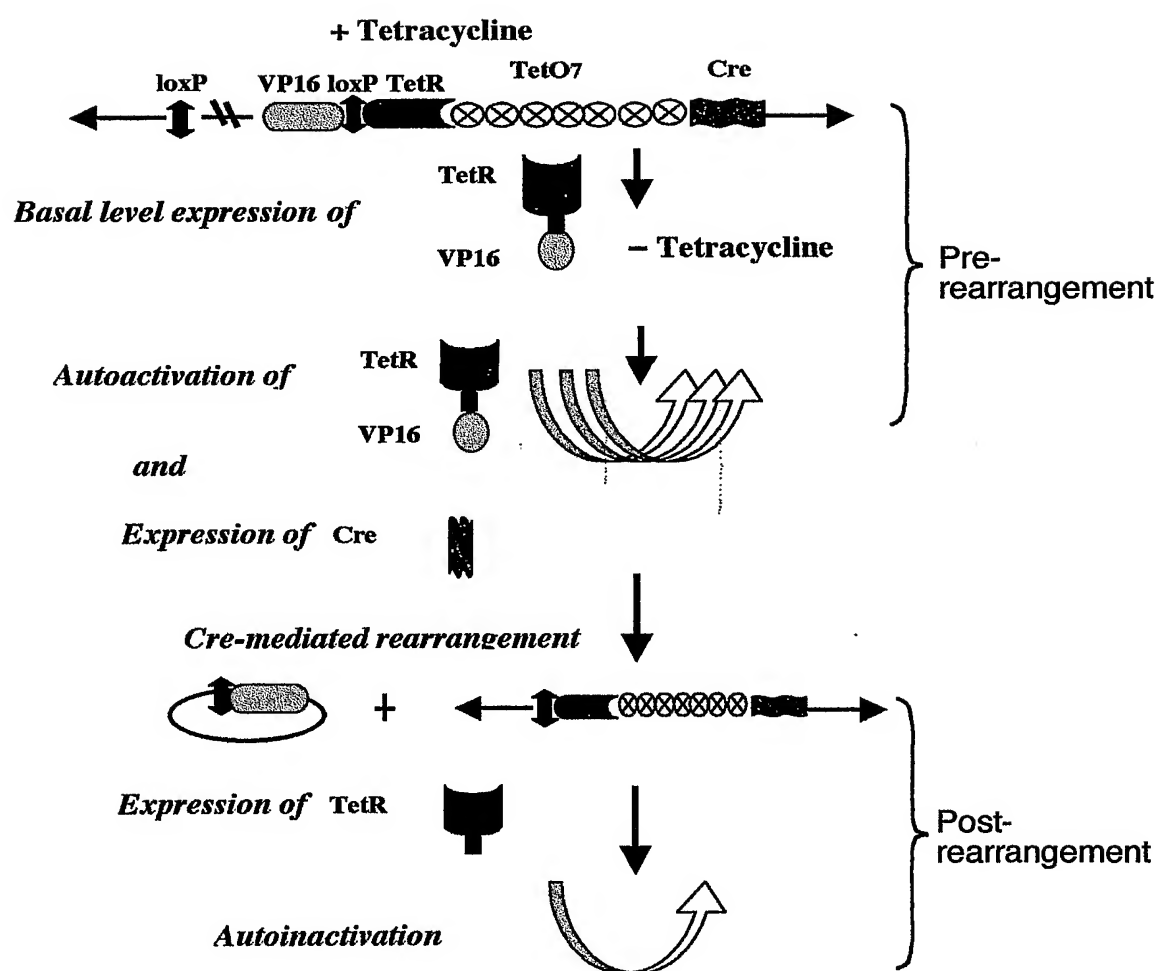 + Tetracycline
loxP VP16 loxP TetR TetO7 Cre
TetR
Basal level expression of
VP16
– Tetracycline
Pre-
rearrangement
TetR
Autoactivation of
VP16
and
Expression of Cre
Cre-mediated rearrangement
+
Expression of TetR
Post-
rearrangement
Autoinactivation